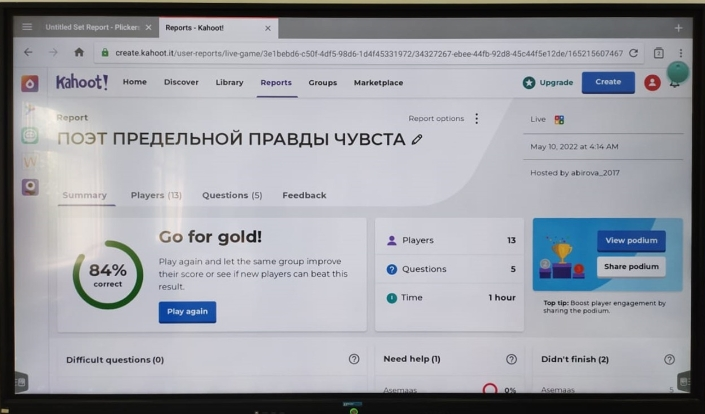 Untitled Set Report - Plickers
Reports - Kahoot!
create.kahoot.it/user-reports/live-game/3e1bebd6-c50f-4df5-98d6-1d4f45331972/34327267-ebee-44fb-92d8-45c44f5e12de/165215607467
Kahoot!
Home
Discover
Library
Reports
Groups
Marketplace
Upgrade
Create
Report
Report options
Live
ПОЭТ ПРЕДЕЛЬНОЙ ПРАВДЫ ЧУВСТА
May 10, 2022 at 4:14 AM
Hosted by abirova_2017
Summary
Players (13)
Questions (5)
Feedback
84%
correct
Go for gold!
Play again and let the same group improve
their score or see if new players can beat this
result.
Play again
Players 13
Questions 5
Time 1 hour
View podium
Share podium
Top tip: Boost player engagement by
sharing the podium.
Difficult questions (0)
Need help (1)
Didn't finish (2)
Asemaas 0%
Asemaas 5